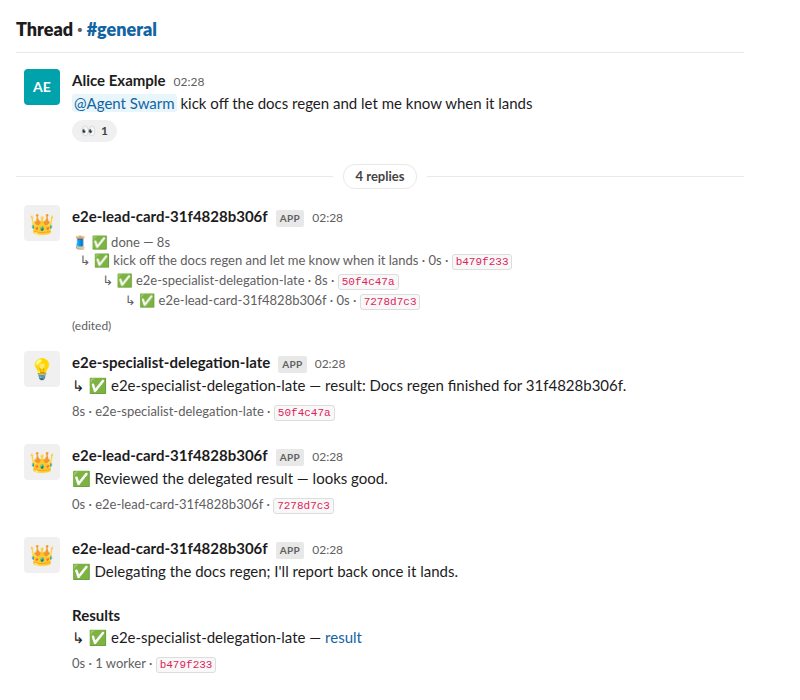 Thread • #general
AE
Alice Example 02:28
@Agent Swarm kick off the docs regen and let me know when it lands
👀 1
4 replies
e2e-lead-card-31f4828b306f APP 02:28
🧵 ✅ done — 8s
↳ ✅ kick off the docs regen and let me know when it lands · 0s · b479f233
↳ ✅ e2e-specialist-delegation-late · 8s · 50f4c47a
↳ ✅ e2e-lead-card-31f4828b306f · 0s · 7278d7c3
(edited)
e2e-specialist-delegation-late APP 02:28
↳ ✅ e2e-specialist-delegation-late — result: Docs regen finished for 31f4828b306f.
8s · e2e-specialist-delegation-late · 50f4c47a
e2e-lead-card-31f4828b306f APP 02:28
✅ Reviewed the delegated result — looks good.
0s · e2e-lead-card-31f4828b306f · 7278d7c3
e2e-lead-card-31f4828b306f APP 02:28
✅ Delegating the docs regen; I'll report back once it lands.
Results
↳ ✅ e2e-specialist-delegation-late — result
0s · 1 worker · b479f233